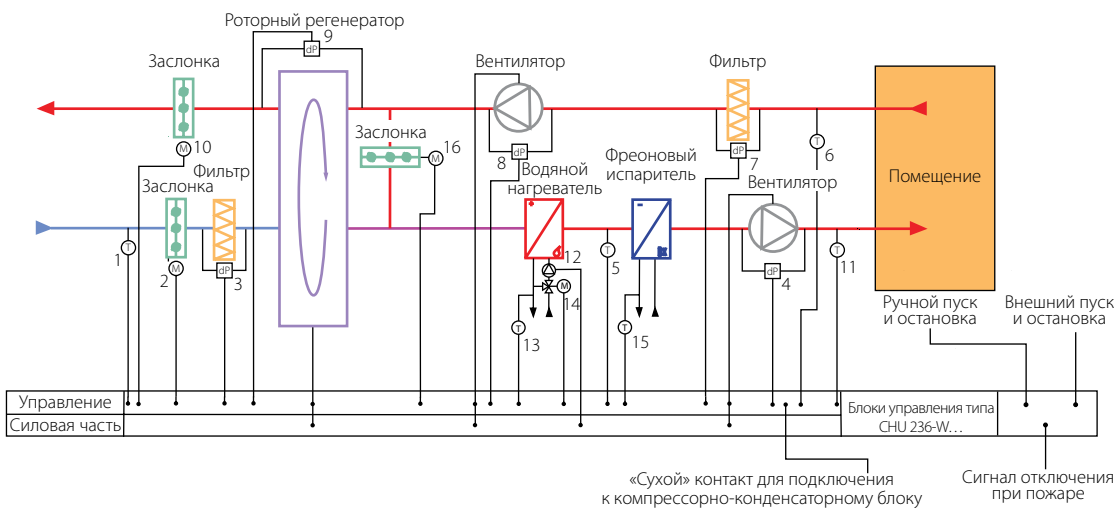 Роторный регенератор
9
dP
Заслонка
Вентилятор
Фильтр
M
10
Заслонка
M
16
8
dP
dP
7
T
6
Фильтр
Заслонка
Водяной
нагреватель
Фреоновый
испаритель
Вентилятор
Помещение
T
1
M
2
dP
3
12
T
5
dP
4
T
11
M
14
T
13
T
15
Ручной пуск
и остановка
Внешний пуск
и остановка
Управление
Силовая часть
Блоки управления типа
CHU 236-W…
«Сухой» контакт для подключения
к компрессорно-конденсаторному блоку
Сигнал отключения
при пожаре